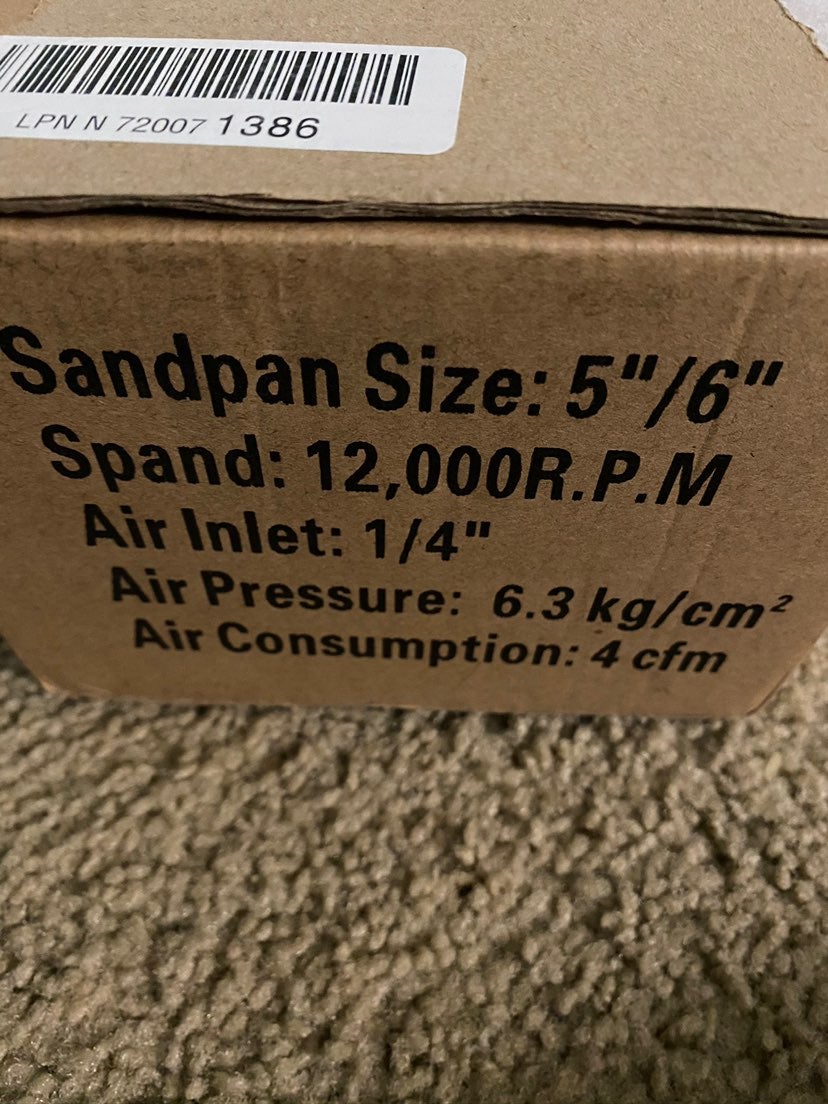 LPN N 72007 1386
Sandpan Size: 5"/6"
Spand: 12,000R.P.M
Air Inlet: 1/4"
Air Pressure: 6.3 kg/cm²
Air Consumption: 4 cfm